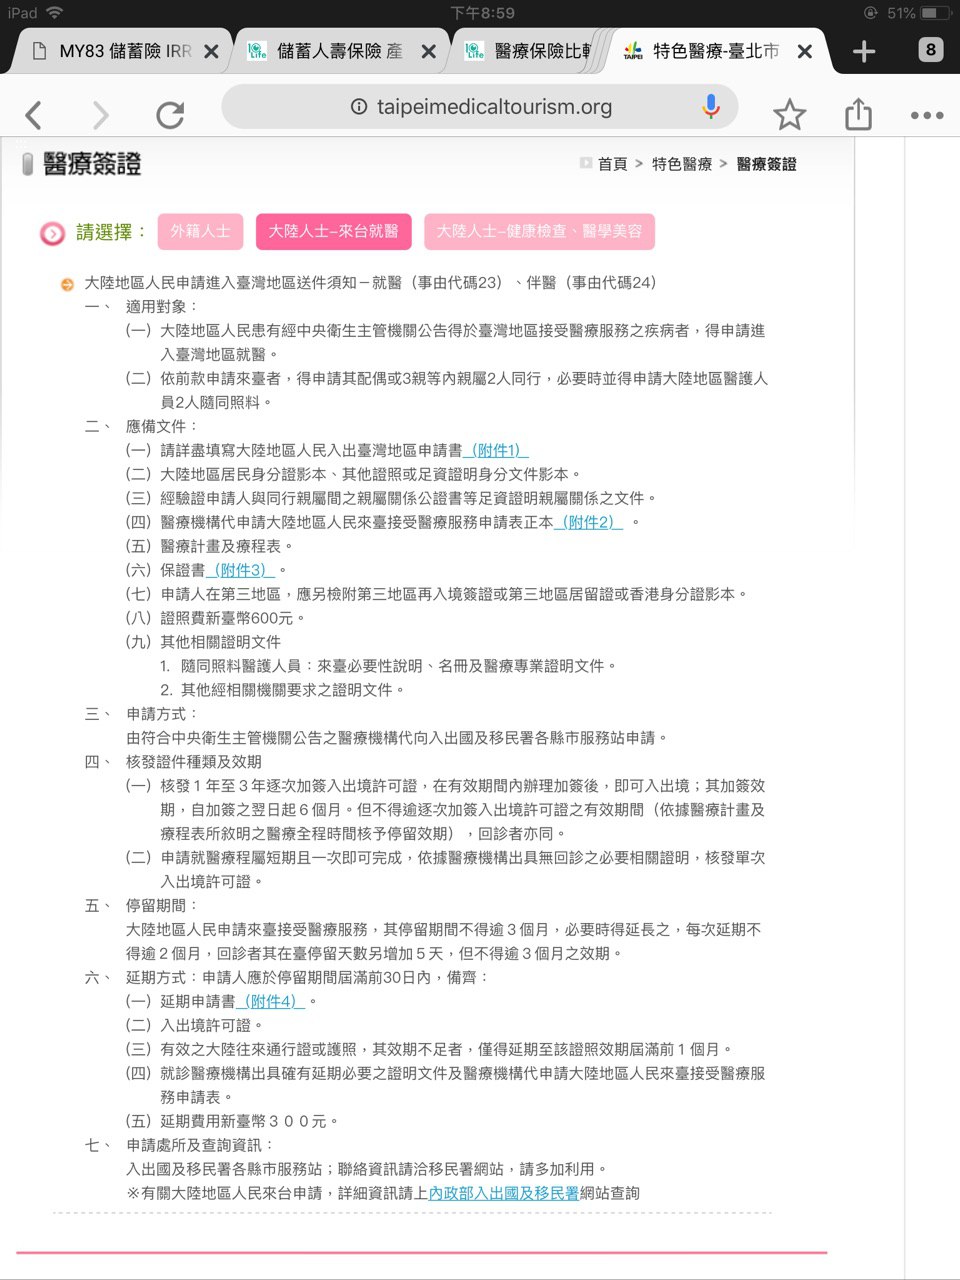 iPad 下午8:59 51%
MY83 儲蓄險 IRR 儲蓄人壽保險 產 醫療保險比較 特色醫療-臺北市 8
taipeimedicaltourism.org
醫療簽證 首頁 > 特色醫療 > 醫療簽證
請選擇： 外籍人士 大陸人士–來台就醫 大陸人士–健康檢查、醫學美容
大陸地區人民申請進入臺灣地區送件須知－就醫（事由代碼23）、伴醫（事由代碼24）
一、 適用對象：
（一）大陸地區人民患有經中央衛生主管機關公告得於臺灣地區接受醫療服務之疾病者，得申請進
入臺灣地區就醫。
（二）依前款申請來臺者，得申請其配偶或3親等內親屬2人同行，必要時並得申請大陸地區醫護人
員2人隨同照料。
二、 應備文件：
（一）請詳盡填寫大陸地區人民入出臺灣地區申請書（附件1）
（二）大陸地區居民身分證影本、其他證照或足資證明身分文件影本。
（三）經驗證申請人與同行親屬間之親屬關係公證書等足資證明親屬關係之文件。
（四）醫療機構代申請大陸地區人民來臺接受醫療服務申請表正本（附件2） 。
（五）醫療計畫及療程表。
（六）保證書（附件3） 。
（七）申請人在第三地區，應另檢附第三地區再入境簽證或第三地區居留證或香港身分證影本。
（八）證照費新臺幣600元。
（九）其他相關證明文件
1. 隨同照料醫護人員：來臺必要性說明、名冊及醫療專業證明文件。
2. 其他經相關機關要求之證明文件。
三、 申請方式：
由符合中央衛生主管機關公告之醫療機構代向入出國及移民署各縣市服務站申請。
四、 核發證件種類及效期
（一）核發１年至３年逐次加簽入出境許可證，在有效期間內辦理加簽後，即可入出境；其加簽效
期，自加簽之翌日起６個月。但不得逾逐次加簽入出境許可證之有效期間（依據醫療計畫及
療程表所敘明之醫療全程時間核予停留效期），回診者亦同。
（二）申請就醫療程屬短期且一次即可完成，依據醫療機構出具無回診之必要相關證明，核發單次
入出境許可證。
五、 停留期間：
大陸地區人民申請來臺接受醫療服務，其停留期間不得逾３個月，必要時得延長之，每次延期不
得逾２個月，回診者其在臺停留天數另增加５天，但不得逾３個月之效期。
六、 延期方式：申請人應於停留期間屆滿前30日內，備齊：
（一）延期申請書（附件4） 。
（二）入出境許可證。
（三）有效之大陸往來通行證或護照，其效期不足者，僅得延期至該證照效期屆滿前１個月。
（四）就診醫療機構出具確有延期必要之證明文件及醫療機構代申請大陸地區人民來臺接受醫療服
務申請表。
（五）延期費用新臺幣３００元。
七、 申請處所及查詢資訊：
入出國及移民署各縣市服務站；聯絡資訊請洽移民署網站，請多加利用。
※有關大陸地區人民來台申請，詳細資訊請上內政部入出國及移民署網站查詢